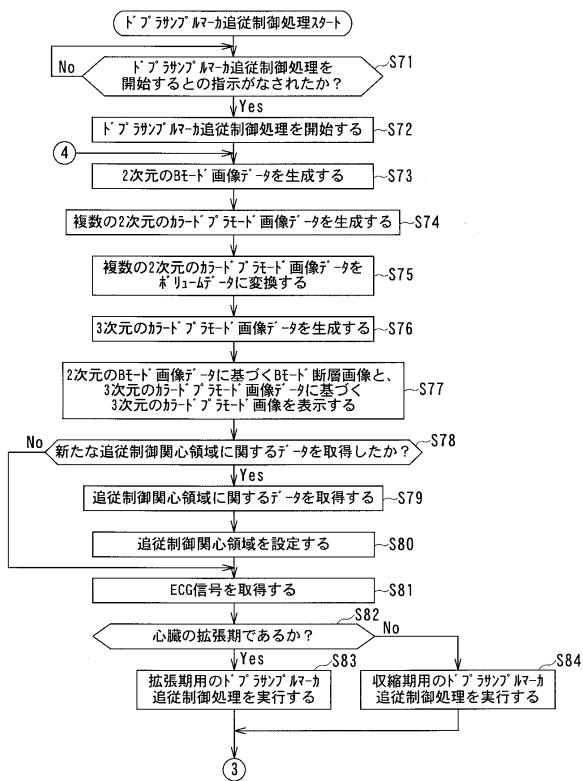 ﾄﾞﾌﾟﾗｻﾝﾌﾟﾙﾏｰｶ追従制御処理スタート
ﾄﾞﾌﾟﾗｻﾝﾌﾟﾙﾏｰｶ追従制御処理を
開始するとの指示がなされたか？
S71
No
Yes
ﾄﾞﾌﾟﾗｻﾝﾌﾟﾙﾏｰｶ追従制御処理を開始する
S72
4
2次元のBﾓｰﾄﾞ画像ﾃﾞｰﾀを生成する
S73
複数の2次元のｶﾗｰﾄﾞﾌﾟﾗﾓｰﾄﾞ画像ﾃﾞｰﾀを生成する
S74
複数の2次元のｶﾗｰﾄﾞﾌﾟﾗﾓｰﾄﾞ画像ﾃﾞｰﾀを
ﾎﾞﾘｭｰﾑﾃﾞｰﾀに変換する
S75
3次元のｶﾗｰﾄﾞﾌﾟﾗﾓｰﾄﾞ画像ﾃﾞｰﾀを生成する
S76
2次元のBﾓｰﾄﾞ画像ﾃﾞｰﾀに基づくBﾓｰﾄﾞ断層画像と、
3次元のｶﾗｰﾄﾞﾌﾟﾗﾓｰﾄﾞ画像ﾃﾞｰﾀに基づく
3次元のｶﾗｰﾄﾞﾌﾟﾗﾓｰﾄﾞ画像を表示する
S77
No
新たな追従制御関心領域に関するﾃﾞｰﾀを取得したか？
S78
Yes
追従制御関心領域に関するﾃﾞｰﾀを取得する
S79
追従制御関心領域を設定する
S80
ECG信号を取得する
S81
心臓の拡張期であるか？
S82
No
Yes
拡張期用のﾄﾞﾌﾟﾗｻﾝﾌﾟﾙﾏｰｶ
追従制御処理を実行する
S83
収縮期用のﾄﾞﾌﾟﾗｻﾝﾌﾟﾙﾏｰｶ
追従制御処理を実行する
S84
3